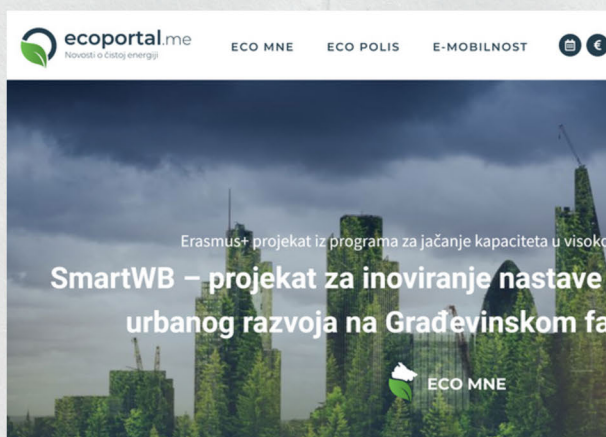 ecoportal.me
Novosti o čistoj energiji
ECO MNE ECO POLIS E-MOBILNOST
Erasmus+ projekat iz programa za jačanje kapaciteta u visoko
SmartWB – projekat za inoviranje nastave
urbanog razvoja na Građevinskom fa
ECO MNE